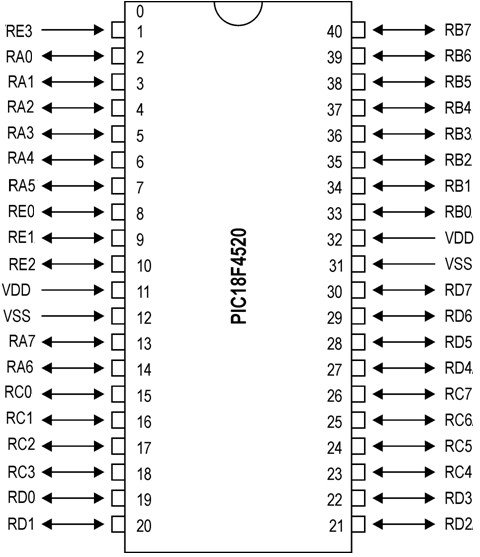 0
RE3 1 40 RB7
RA0 2 39 RB6
RA1 3 38 RB5
RA2 4 37 RB4
RA3 5 36 RB3
RA4 6 35 RB2
RA5 7 34 RB1
RE0 8 33 RB0
RE1 9 32 VDD
RE2 10 31 VSS
VDD 11 30 RD7
VSS 12 29 RD6
RA7 13 28 RD5
RA6 14 27 RD4
RC0 15 26 RC7
RC1 16 25 RC6
RC2 17 24 RC5
RC3 18 23 RC4
RD0 19 22 RD3
RD1 20 21 RD2
PIC18F4520